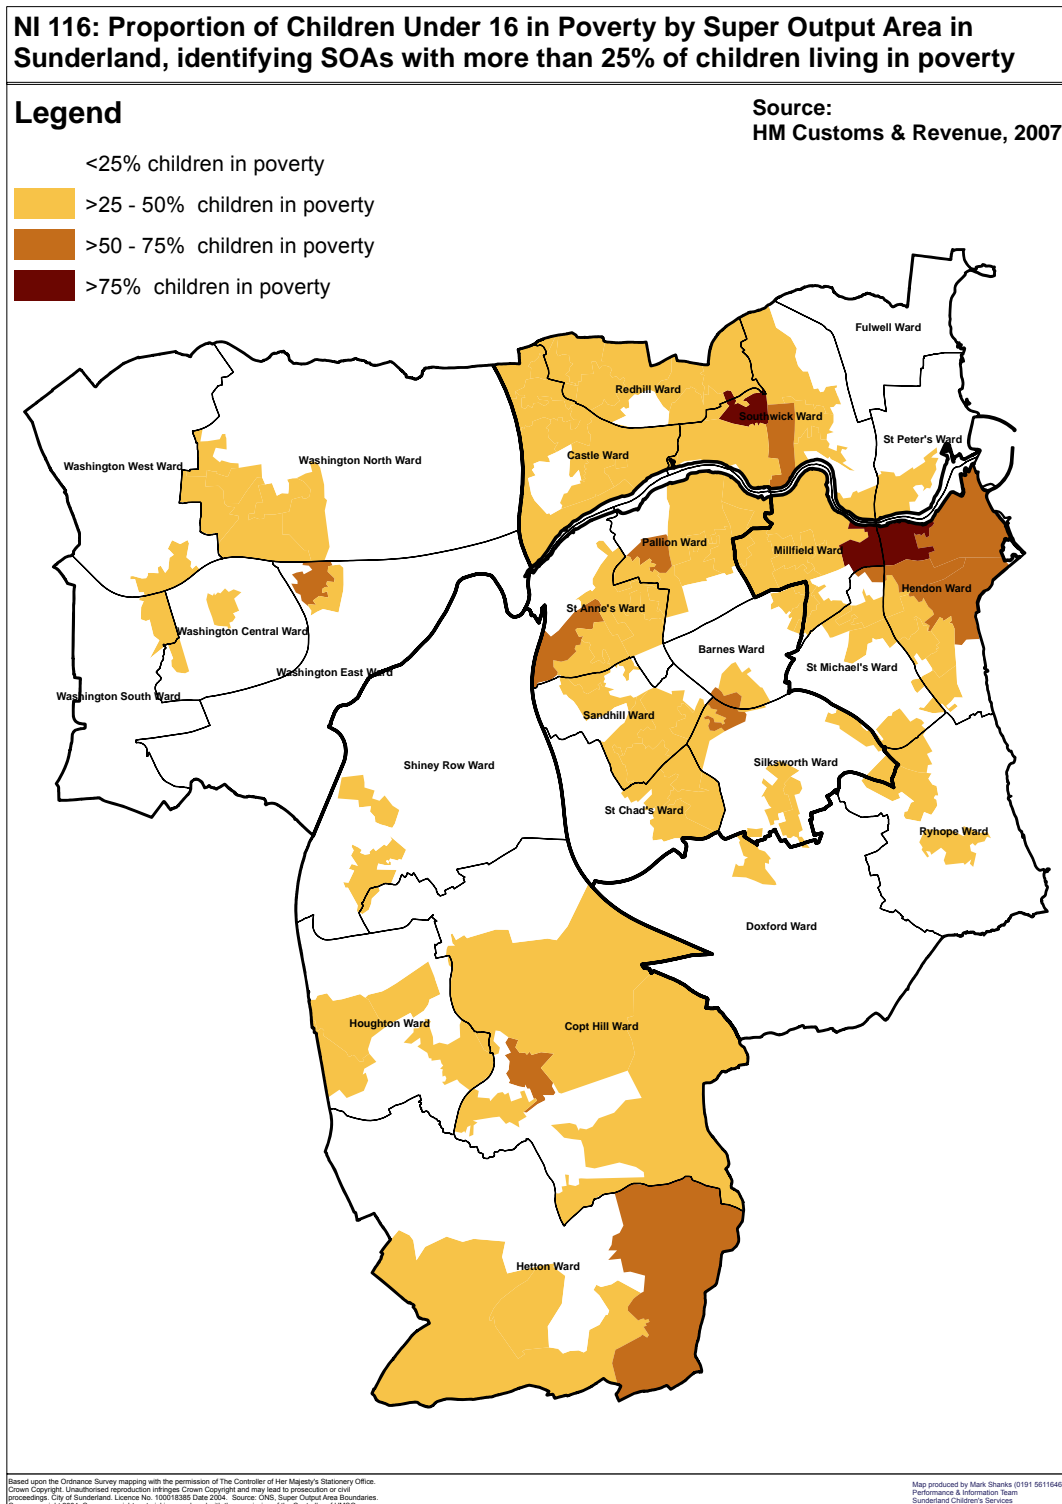 NI 116: Proportion of Children Under 16 in Poverty by Super Output Area in
Sunderland, identifying SOAs with more than 25% of children living in poverty
Legend
Source:
HM Customs & Revenue, 2007
<25% children in poverty
>25 - 50% children in poverty
>50 - 75% children in poverty
>75% children in poverty
Fulwell Ward
Redhill Ward
Southwick Ward
St Peter's Ward
Castle Ward
Washington North Ward
Washington West Ward
Pallion Ward
Millfield Ward
Hendon Ward
St Anne's Ward
Washington Central Ward
Barnes Ward
St Michael's Ward
Washington East Ward
Washington South Ward
Sandhill Ward
Shiney Row Ward
Silksworth Ward
St Chad's Ward
Ryhope Ward
Doxford Ward
Houghton Ward
Copt Hill Ward
Hetton Ward
Based upon the Ordnance Survey mapping with the permission of The Controller of Her Majesty's Stationery Office.
Crown Copyright. Unauthorised reproduction infringes Crown Copyright and may lead to prosecution or civil
proceedings. City of Sunderland. Licence No. 100018385 Date 2004. Source: ONS, Super Output Area Boundaries.
Map produced by Mark Shanks (0191 5611646
Performance & Information Team
Sunderland Children's Services